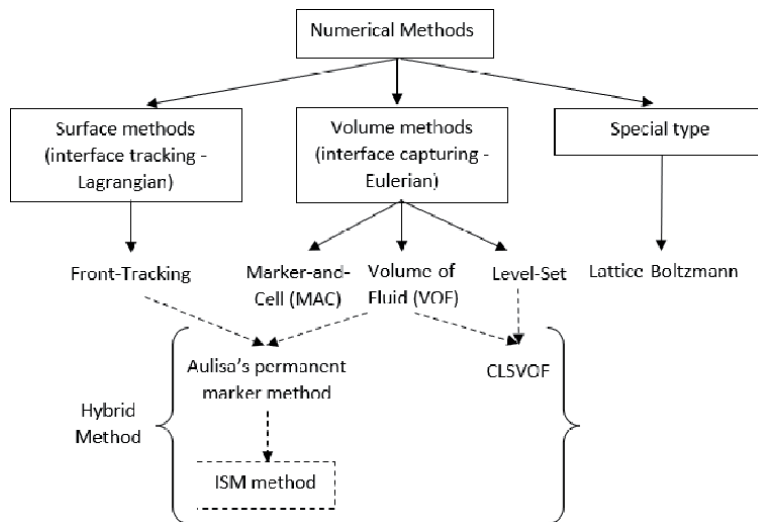 Numerical Methods
Surface methods
(interface tracking -
Lagrangian)
Volume methods
(interface capturing -
Eulerian)
Special type
Front-Tracking
Marker-and-
Cell (MAC)
Volume of
Fluid (VOF)
Level-Set
Lattice Boltzmann
Hybrid
Method
Aulisa's permanent
marker method
CLSVOF
ISM method